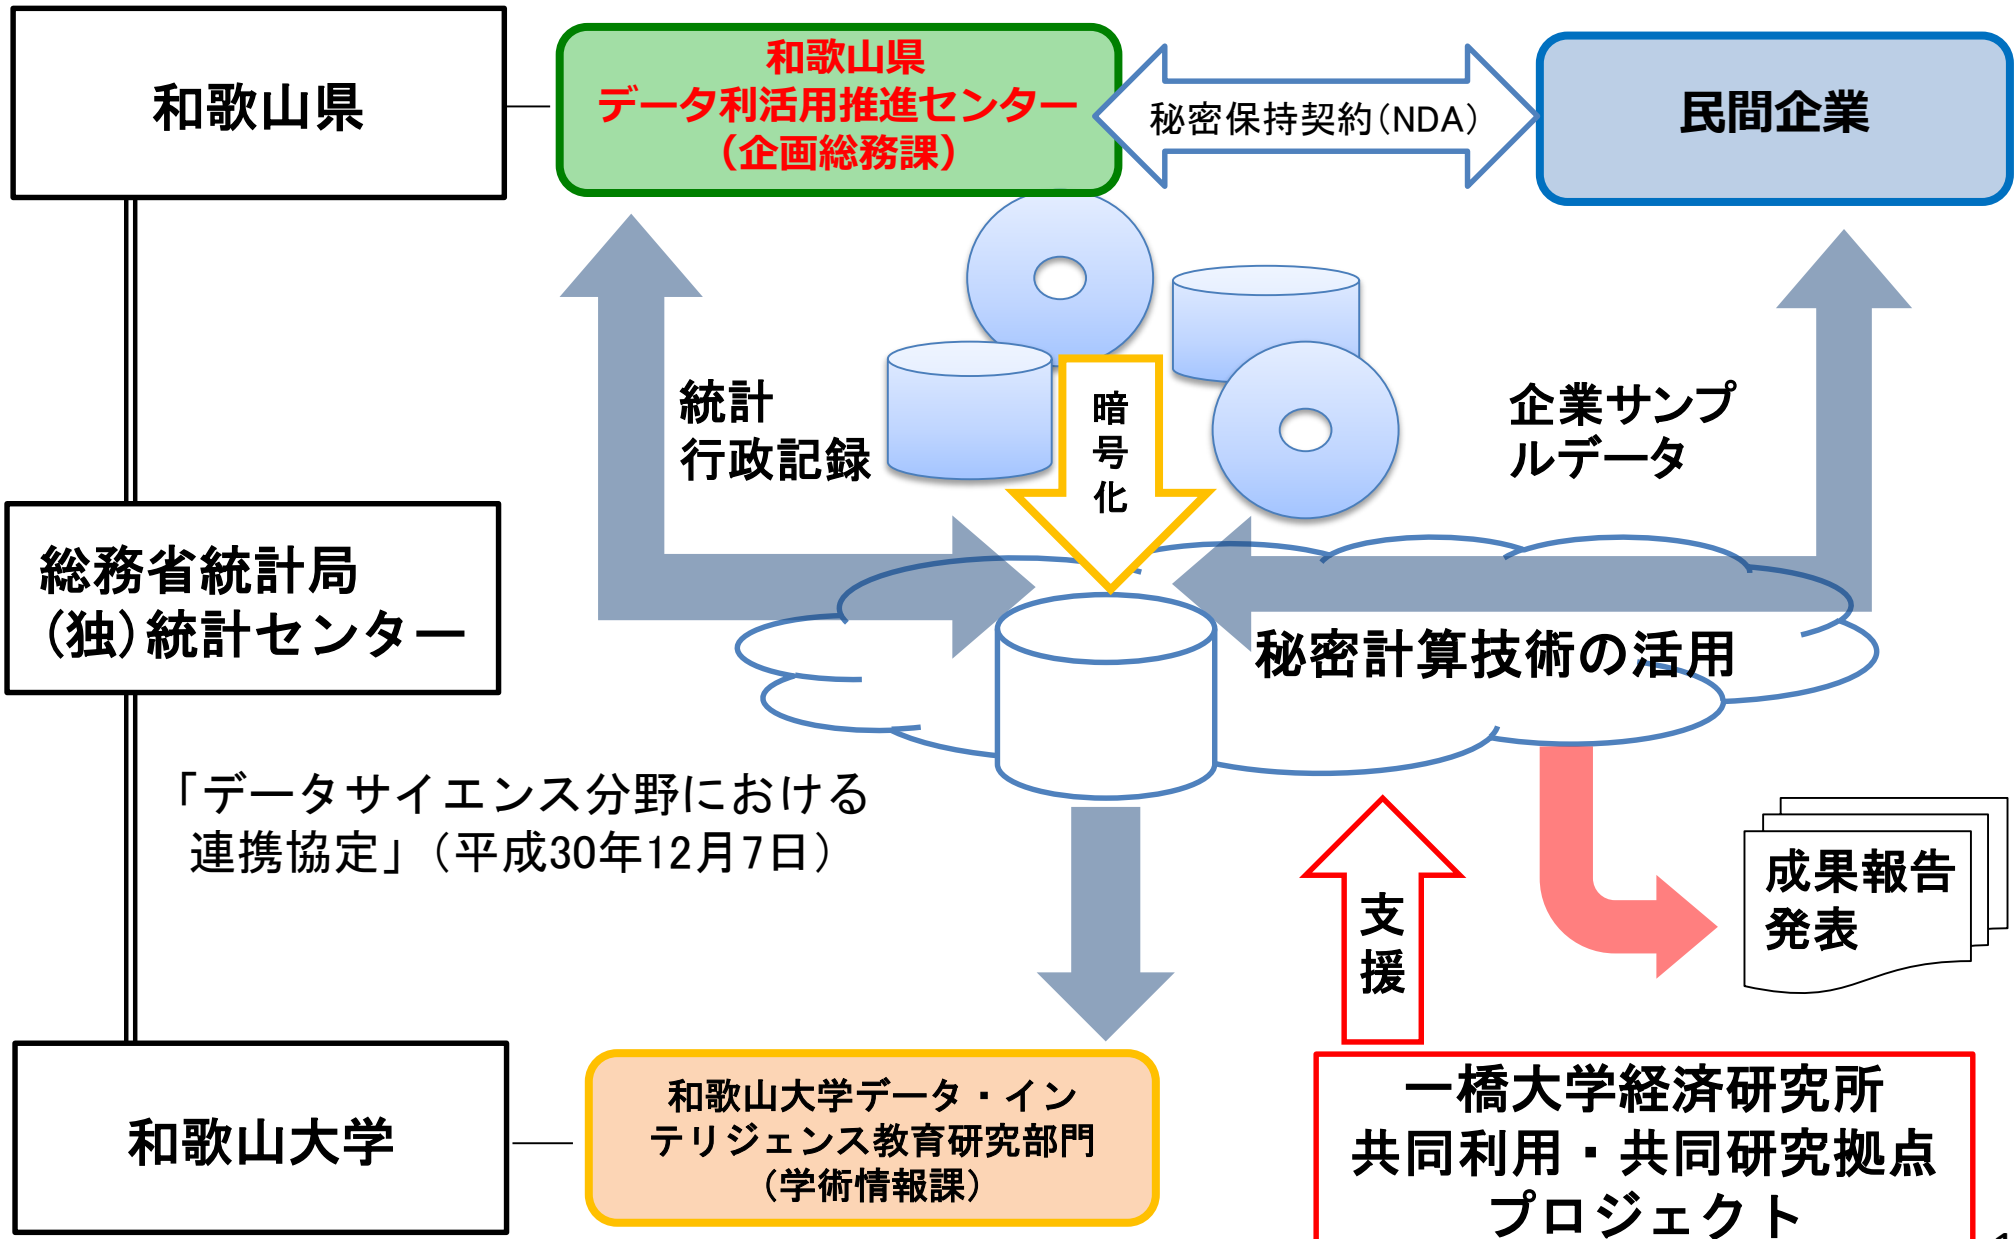 和歌山県
和歌山県
データ利活用推進センター
（企画総務課）
秘密保持契約（NDA）
民間企業
統計
行政記録
暗
号
化
企業サンプ
ルデータ
総務省統計局
（独）統計センター
秘密計算技術の活用
「データサイエンス分野における
連携協定」（平成30年12月7日）
支
援
成果報告
発表
和歌山大学
和歌山大学データ・イン
テリジェンス教育研究部門
（学術情報課）
一橋大学経済研究所
共同利用・共同研究拠点
プロジェクト